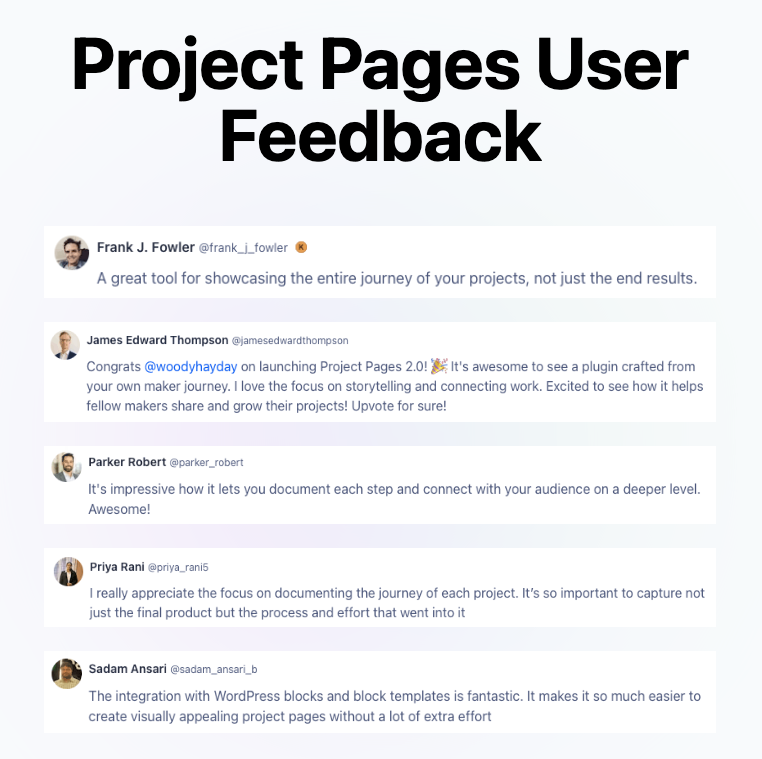 Project Pages User
Feedback
Frank J. Fowler @frank_j_fowler K
A great tool for showcasing the entire journey of your projects, not just the end results.
James Edward Thompson @jamesedwardthompson
Congrats @woodyhayday on launching Project Pages 2.0! 🎉 It's awesome to see a plugin crafted from
your own maker journey. I love the focus on storytelling and connecting work. Excited to see how it helps
fellow makers share and grow their projects! Upvote for sure!
Parker Robert @parker_robert
It's impressive how it lets you document each step and connect with your audience on a deeper level.
Awesome!
Priya Rani @priya_rani5
I really appreciate the focus on documenting the journey of each project. It’s so important to capture not
just the final product but the process and effort that went into it
Sadam Ansari @sadam_ansari_b
The integration with WordPress blocks and block templates is fantastic. It makes it so much easier to
create visually appealing project pages without a lot of extra effort